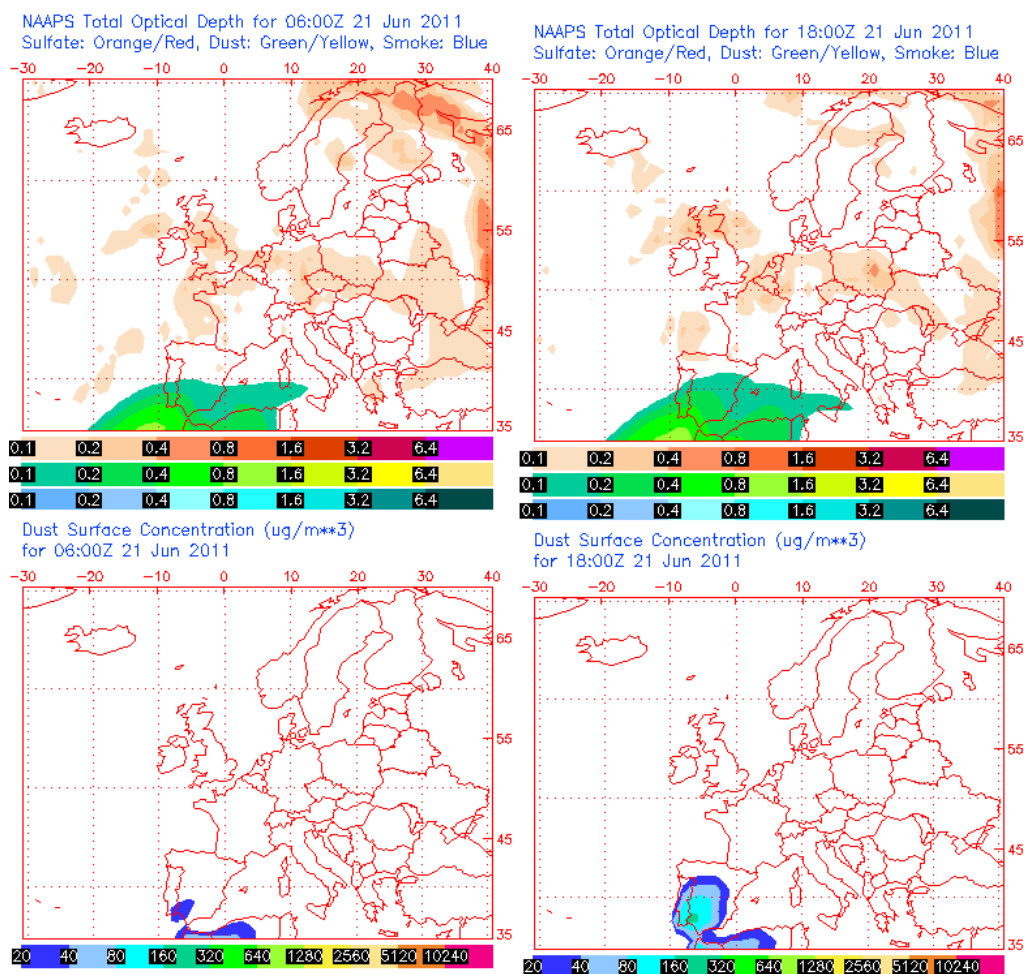 NAAPS Total Optical Depth for 06:00Z 21 Jun 2011
Sulfate: Orange/Red, Dust: Green/Yellow, Smoke: Blue
-30 -20 -10 0 10 20 30 40
65
55
45
35
0.1 0.2 0.4 0.8 1.6 3.2 6.4
0.1 0.2 0.4 0.8 1.6 3.2 6.4
0.1 0.2 0.4 0.8 1.6 3.2 6.4
NAAPS Total Optical Depth for 18:00Z 21 Jun 2011
Sulfate: Orange/Red, Dust: Green/Yellow, Smoke: Blue
-30 -20 -10 0 10 20 30 40
65
55
45
35
0.1 0.2 0.4 0.8 1.6 3.2 6.4
0.1 0.2 0.4 0.8 1.6 3.2 6.4
0.1 0.2 0.4 0.8 1.6 3.2 6.4
Dust Surface Concentration (ug/m**3)
for 06:00Z 21 Jun 2011
-30 -20 -10 0 10 20 30 40
65
55
45
35
20 40 80 160 320 640 1280 2560 5120 10240
Dust Surface Concentration (ug/m**3)
for 18:00Z 21 Jun 2011
-30 -20 -10 0 10 20 30 40
65
55
45
35
20 40 80 160 320 640 1280 2560 5120 10240